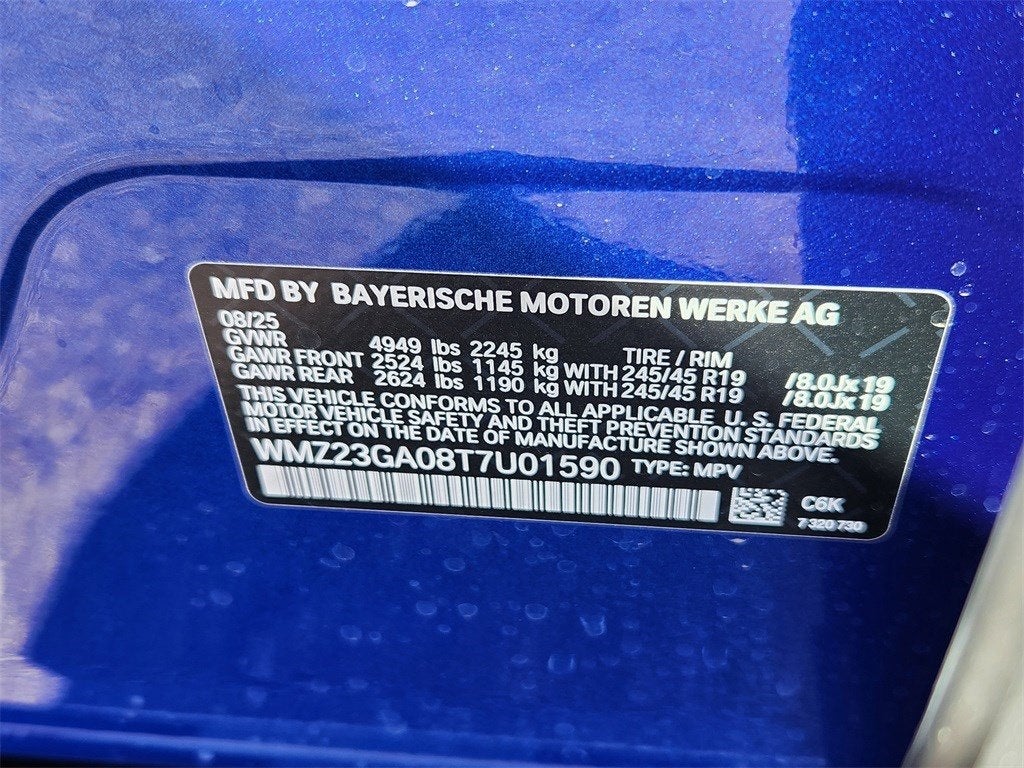 MFD BY BAYERISCHE MOTOREN WERKE AG
08/25
GVWR 4949 lbs 2245 kg TIRE / RIM
GAWR FRONT 2524 lbs 1145 kg WITH 245/45 R19 / 8.0Jx19
GAWR REAR 2624 lbs 1190 kg WITH 245/45 R19 / 8.0Jx19
THIS VEHICLE CONFORMS TO ALL APPLICABLE U. S. FEDERAL
MOTOR VEHICLE SAFETY AND THEFT PREVENTION STANDARDS
IN EFFECT ON THE DATE OF MANUFACTURE SHOWN ABOVE.
WMZ23GA08T7U01590 TYPE: MPV
C6K
7 320 730